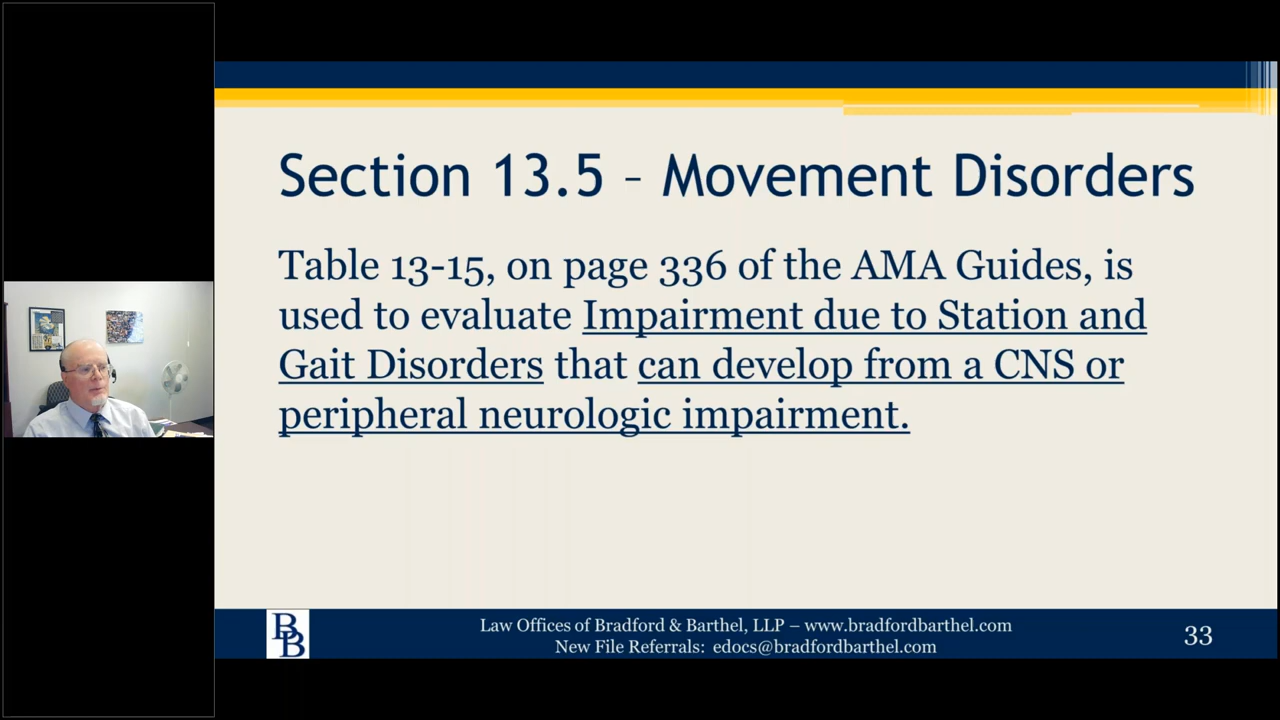 Section 13.5 – Movement Disorders
Table 13-15, on page 336 of the AMA Guides, is
used to evaluate Impairment due to Station and
Gait Disorders that can develop from a CNS or
peripheral neurologic impairment.
BB
Law Offices of Bradford & Barthel, LLP – www.bradfordbarthel.com
New File Referrals: edocs@bradfordbarthel.com
33